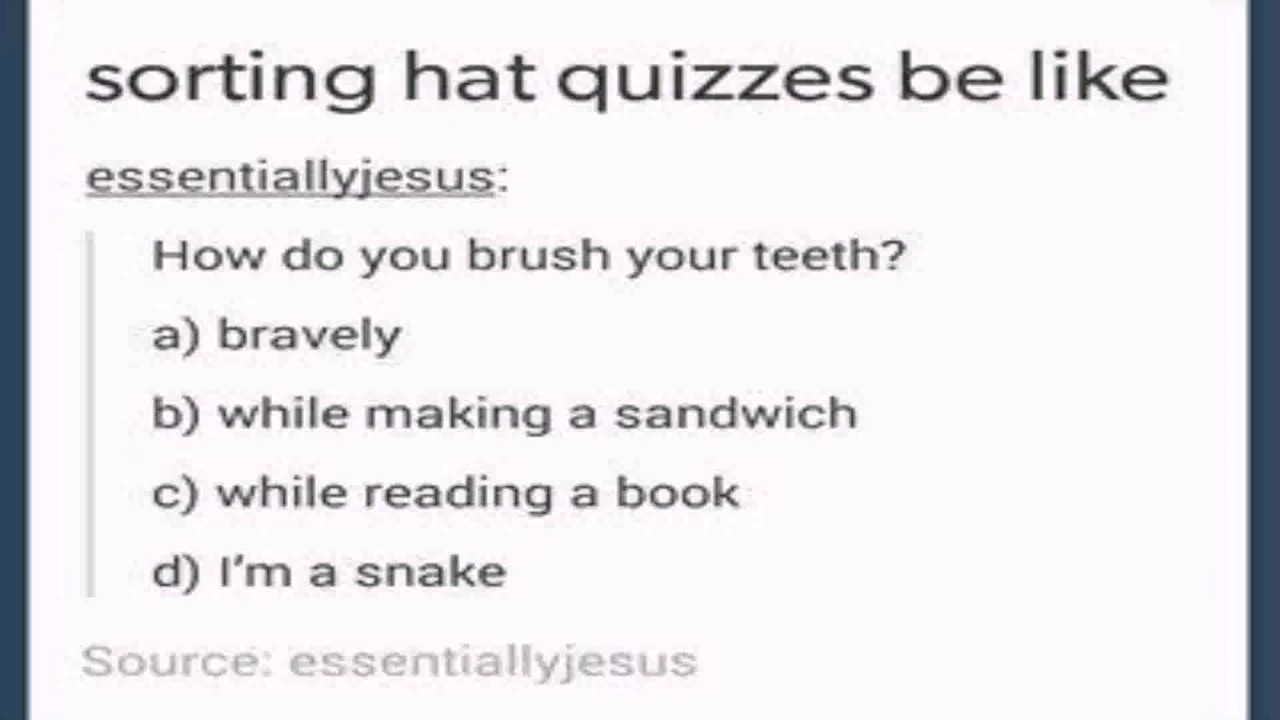 sorting hat quizzes be like
essentiallyjesus:
How do you brush your teeth?
a) bravely
b) while making a sandwich
c) while reading a book
d) I'm a snake
Source: essentiallyjesus